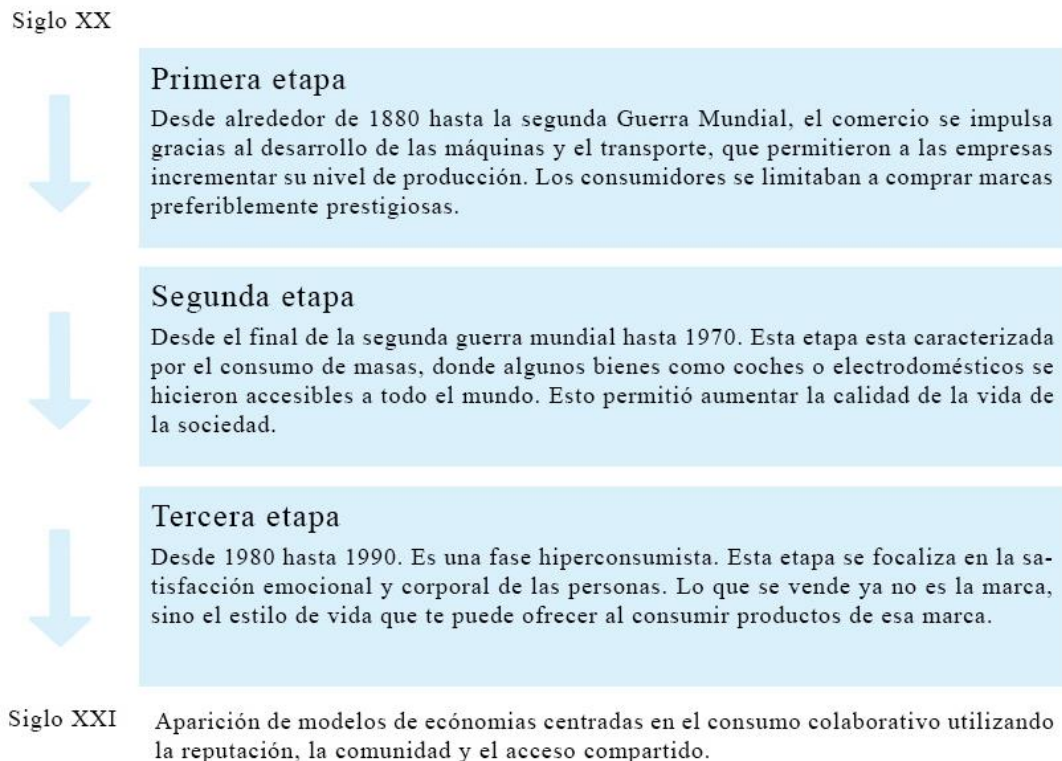 Siglo XX
Primera etapa
Desde alrededor de 1880 hasta la segunda Guerra Mundial, el comercio se impulsa
gracias al desarrollo de las máquinas y el transporte, que permitieron a las empresas
incrementar su nivel de producción. Los consumidores se limitaban a comprar marcas
preferiblemente prestigiosas.
Segunda etapa
Desde el final de la segunda guerra mundial hasta 1970. Esta etapa esta caracterizada
por el consumo de masas, donde algunos bienes como coches o electrodomésticos se
hicieron accesibles a todo el mundo. Esto permitió aumentar la calidad de la vida de
la sociedad.
Tercera etapa
Desde 1980 hasta 1990. Es una fase hiperconsumista. Esta etapa se focaliza en la sa-
tisfacción emocional y corporal de las personas. Lo que se vende ya no es la marca,
sino el estilo de vida que te puede ofrecer al consumir productos de esa marca.
Siglo XXI
Aparición de modelos de ecónomias centradas en el consumo colaborativo utilizando
la reputación, la comunidad y el acceso compartido.